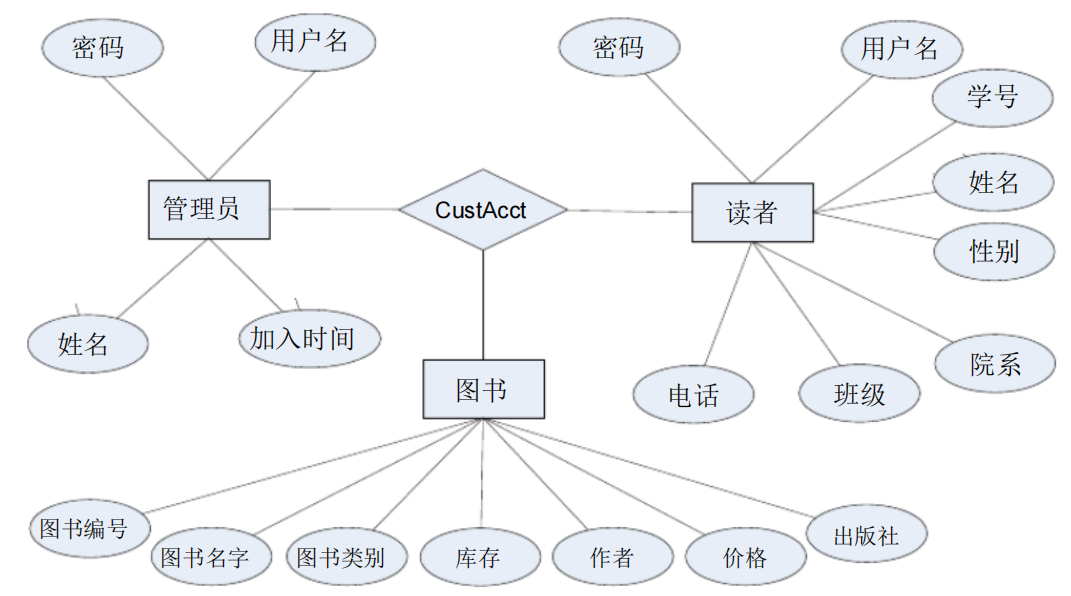 密码
用户名
密码
用户名
学号
管理员
CustAcct
读者
姓名
性别
姓名
加入时间
院系
图书
电话
班级
图书编号
图书名字
图书类别
库存
作者
价格
出版社